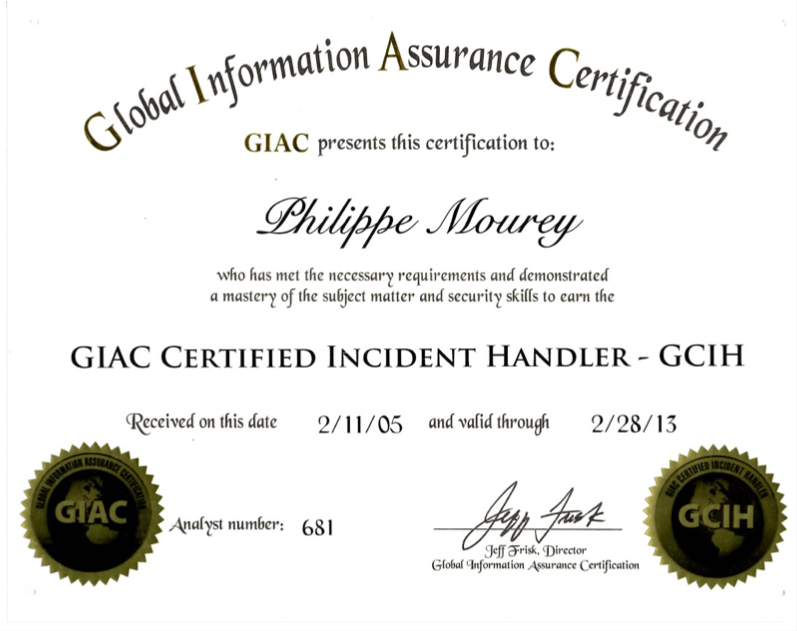 Global Information Assurance Certification
GIAC presents this certification to:
Philippe Mourey
who has met the necessary requirements and demonstrated
a mastery of the subject matter and security skills to earn the
GIAC CERTIFIED INCIDENT HANDLER - GCIH
Received on this date 2/11/05 and valid through 2/28/13
GLOBAL INFORMATION ASSURANCE CERTIFICATION
GIAC
Analyst number: 681
Jeff Frisk
Jeff Frisk, Director
Global Information Assurance Certification
GIAC CERTIFIED INCIDENT HANDLER
GCIH